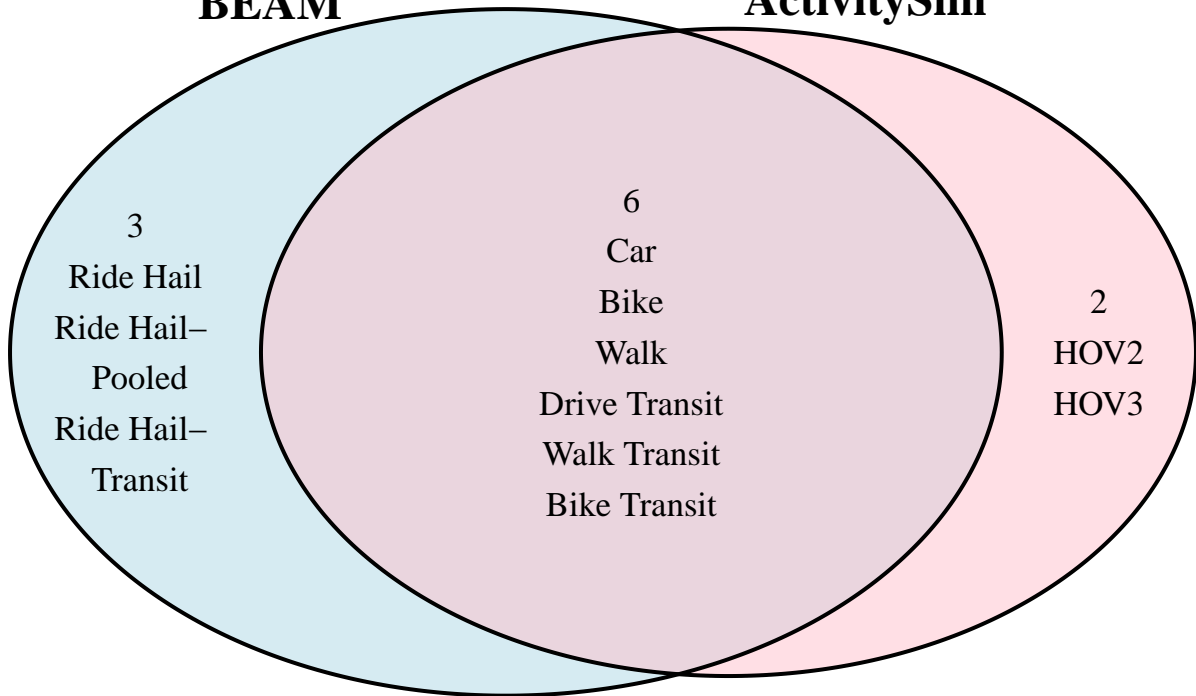 BEAM
ActivitySim
3
Ride Hail
Ride Hail–
Pooled
Ride Hail–
Transit
6
Car
Bike
Walk
Drive Transit
Walk Transit
Bike Transit
2
HOV2
HOV3